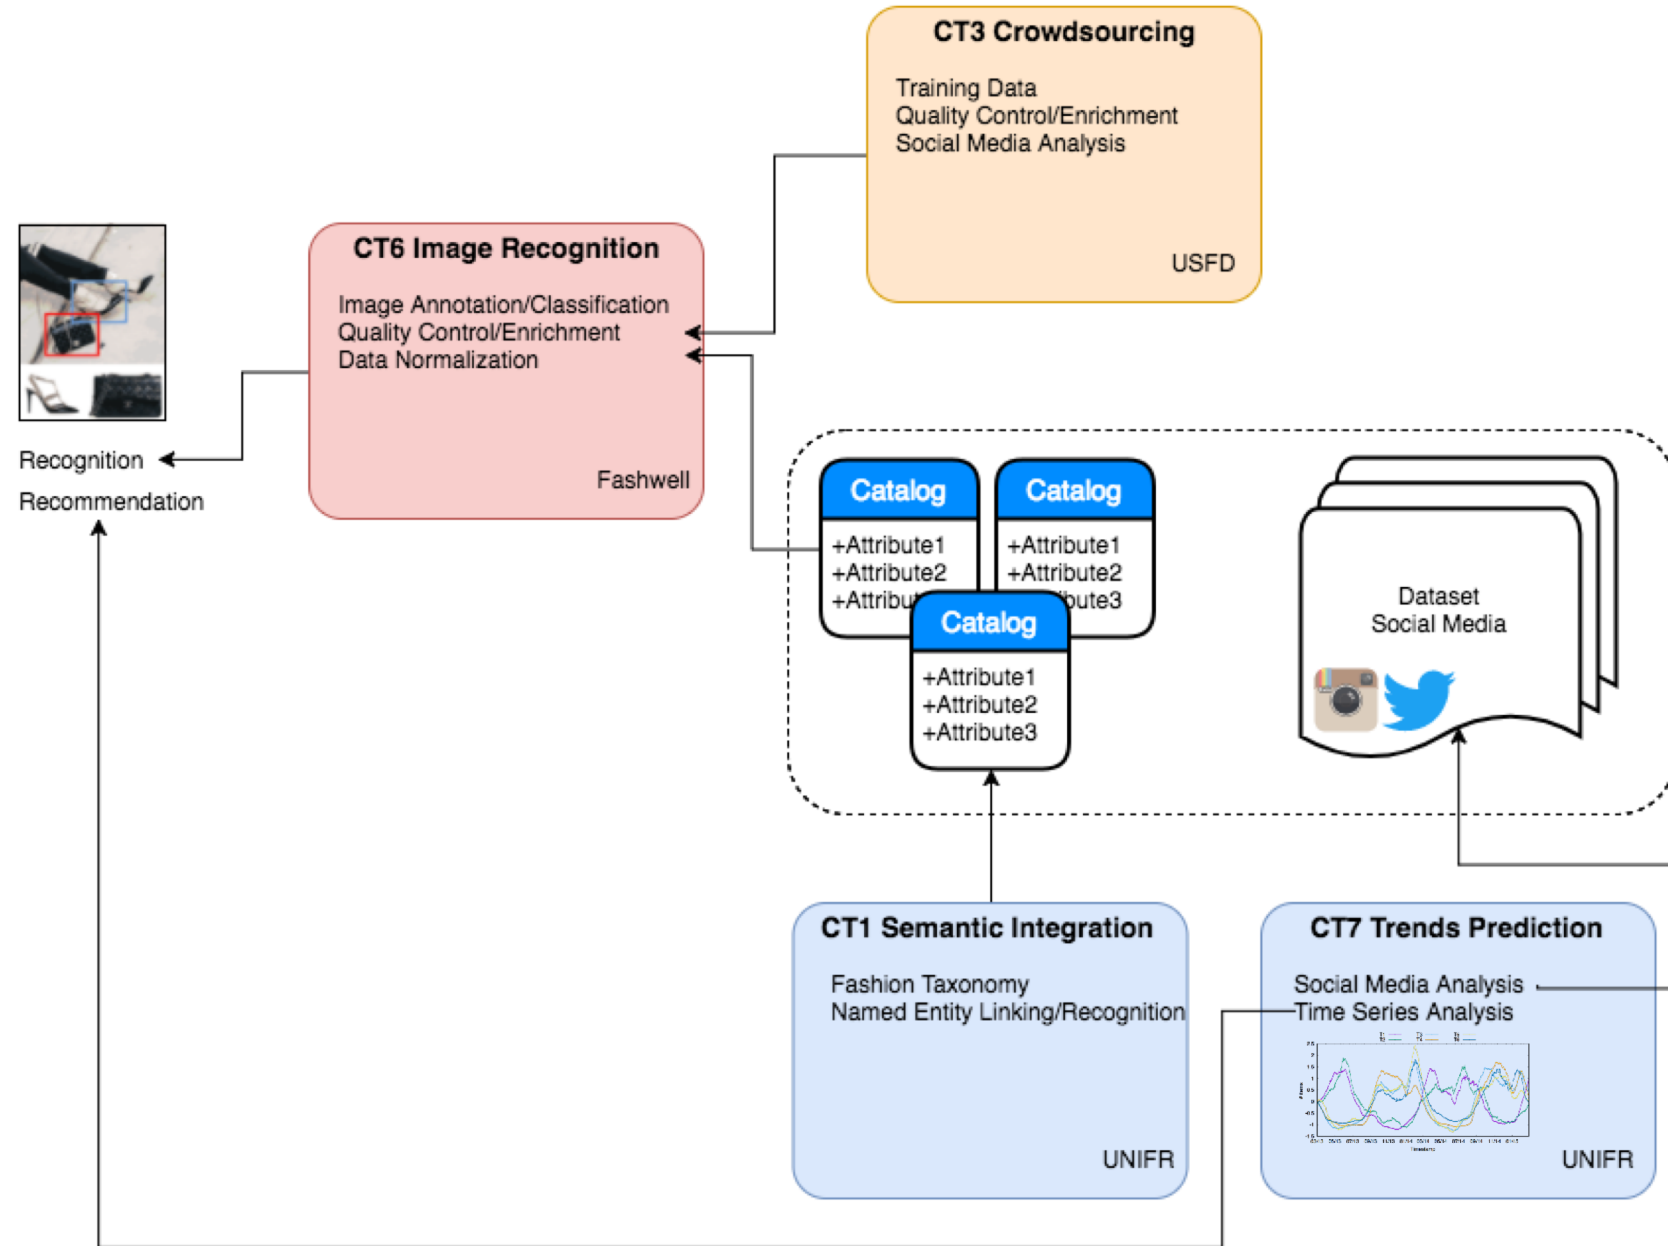 CT3 Crowdsourcing
Training Data
Quality Control/Enrichment
Social Media Analysis
USFD
CT6 Image Recognition
Image Annotation/Classification
Quality Control/Enrichment
Data Normalization
Fashwell
Recognition
Recommendation
Catalog
+Attribute1
+Attribute2
+Attribu
Catalog
+Attribute1
+Attribute2
bute3
Catalog
+Attribute1
+Attribute2
+Attribute3
Dataset
Social Media
CT1 Semantic Integration
Fashion Taxonomy
Named Entity Linking/Recognition
UNIFR
CT7 Trends Prediction
Social Media Analysis
Time Series Analysis
UNIFR